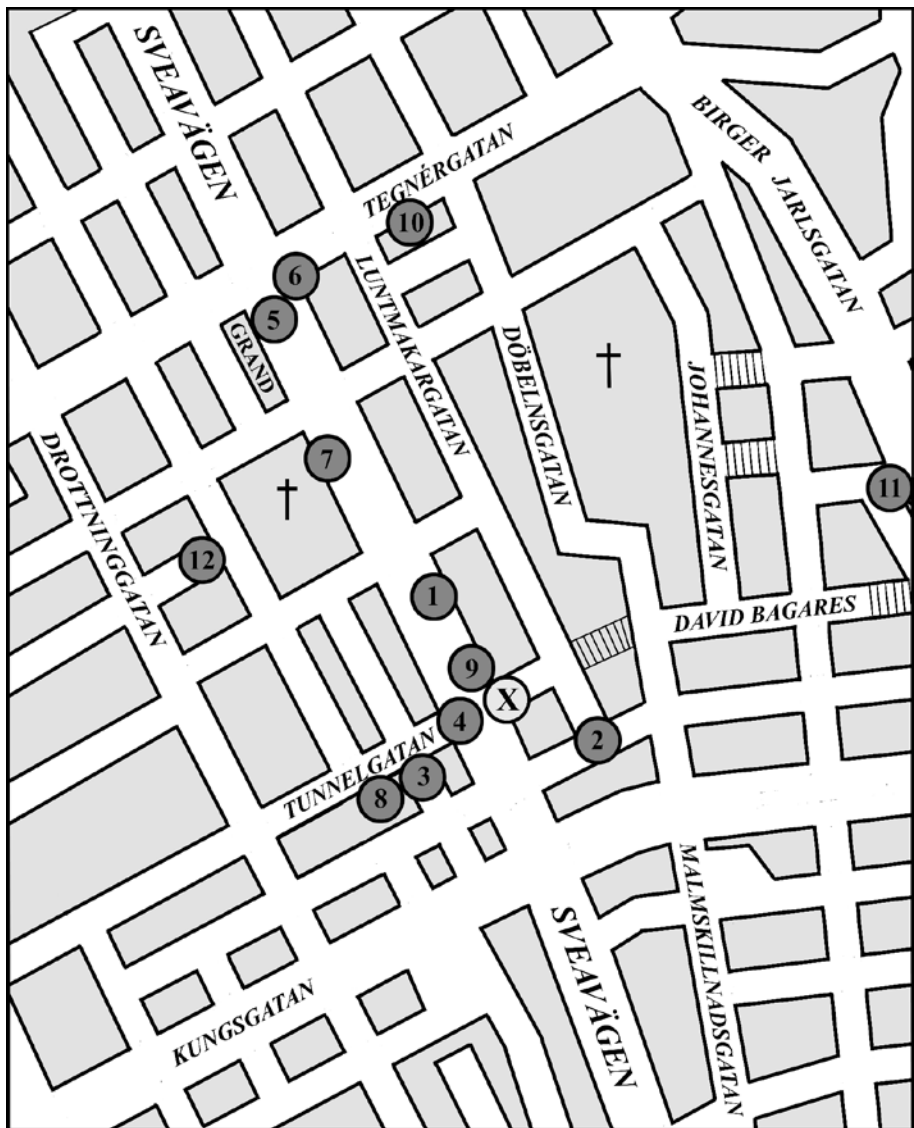 SVEAVÄGEN
BIRGER
JARLSGATAN
TEGNÉRGATAN
10
6
LUNTMAKARGATAN
5
GRAND
DÖBELNSGATAN
JOHANNESGATAN
DROTTNINGGATAN
7
11
12
1
DAVID BAGARES
9
X
4
2
TUNNELGATAN
3
8
MALMSKILLNADSGATAN
SVEAVÄGEN
KUNGSGATAN